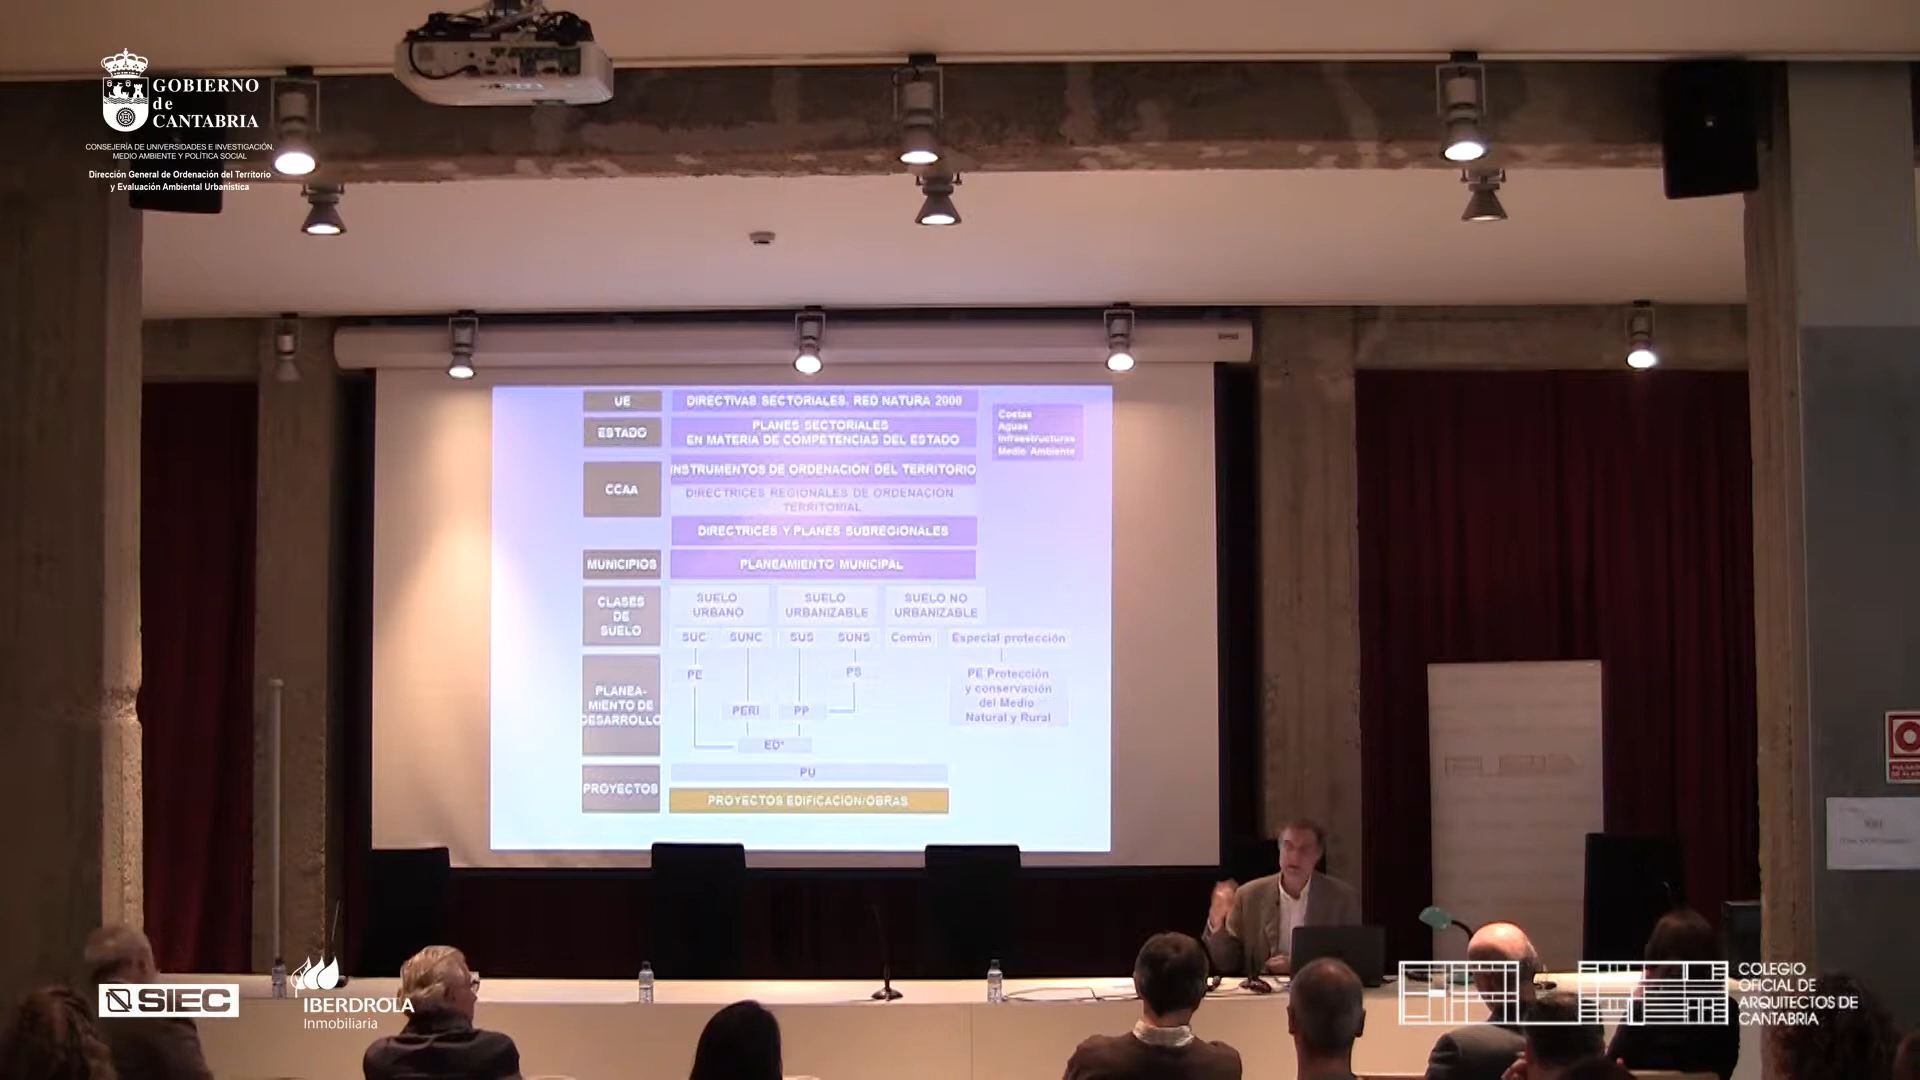 GOBIERNO
de
CANTABRIA
CONSEJERÍA DE UNIVERSIDADES E INVESTIGACIÓN,
MEDIO AMBIENTE Y POLÍTICA SOCIAL
Dirección General de Ordenación del Territorio
y Evaluación Ambiental Urbanística
UE
DIRECTIVAS SECTORIALES. RED NATURA 2000
ESTADO
PLANES SECTORIALES
EN MATERIA DE COMPETENCIAS DEL ESTADO
Costas
Aguas
Infraestructuras
Medio Ambiente
CCAA
INSTRUMENTOS DE ORDENACIÓN DEL TERRITORIO
DIRECTRICES REGIONALES DE ORDENACION
TERRITORIAL
DIRECTRICES Y PLANES SUBREGIONALES
MUNICIPIOS
PLANEAMIENTO MUNICIPAL
CLASES
DE
SUELO
SUELO
URBANO
SUELO
URBANIZABLE
SUELO NO
URBANIZABLE
SUC
SUNC
SUS
SUNS
Común
Especial protección
PLANEA-
MIENTO DE
DESARROLLO
PE
PS
PERI
PP
ED*
PE Protección
y conservación
del Medio
Natural y Rural
PROYECTOS
PU
PROYECTOS EDIFICACION/OBRAS
SIEC
IBERDROLA
Inmobiliaria
COLEGIO
OFICIAL DE
ARQUITECTOS DE
CANTABRIA